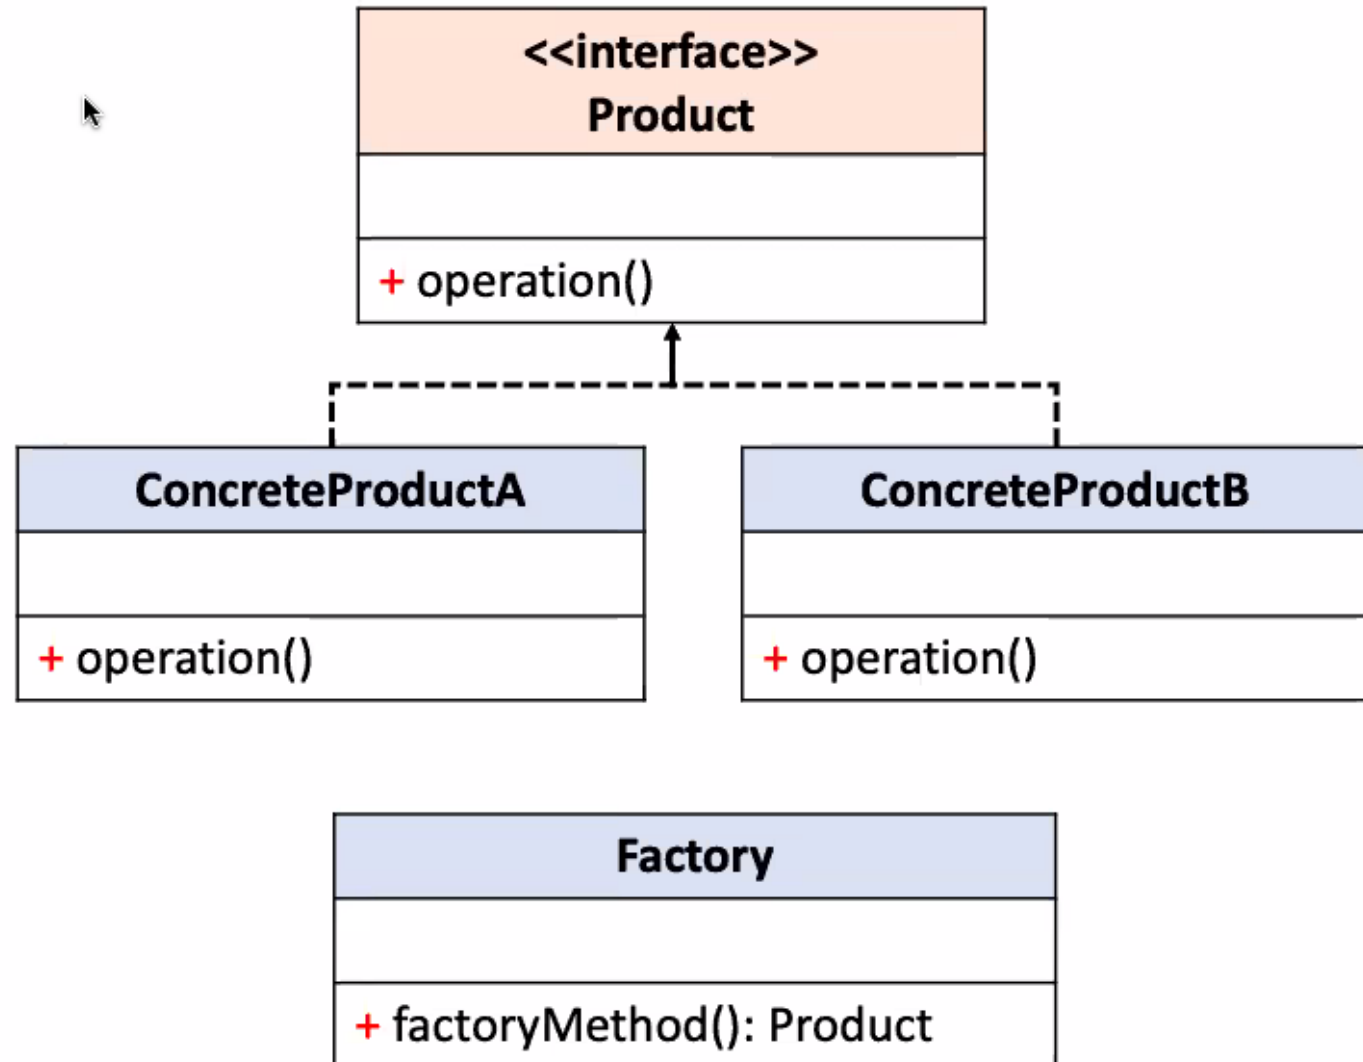 <<interface>>
Product
+ operation()
ConcreteProductA
+ operation()
ConcreteProductB
+ operation()
Factory
+ factoryMethod(): Product